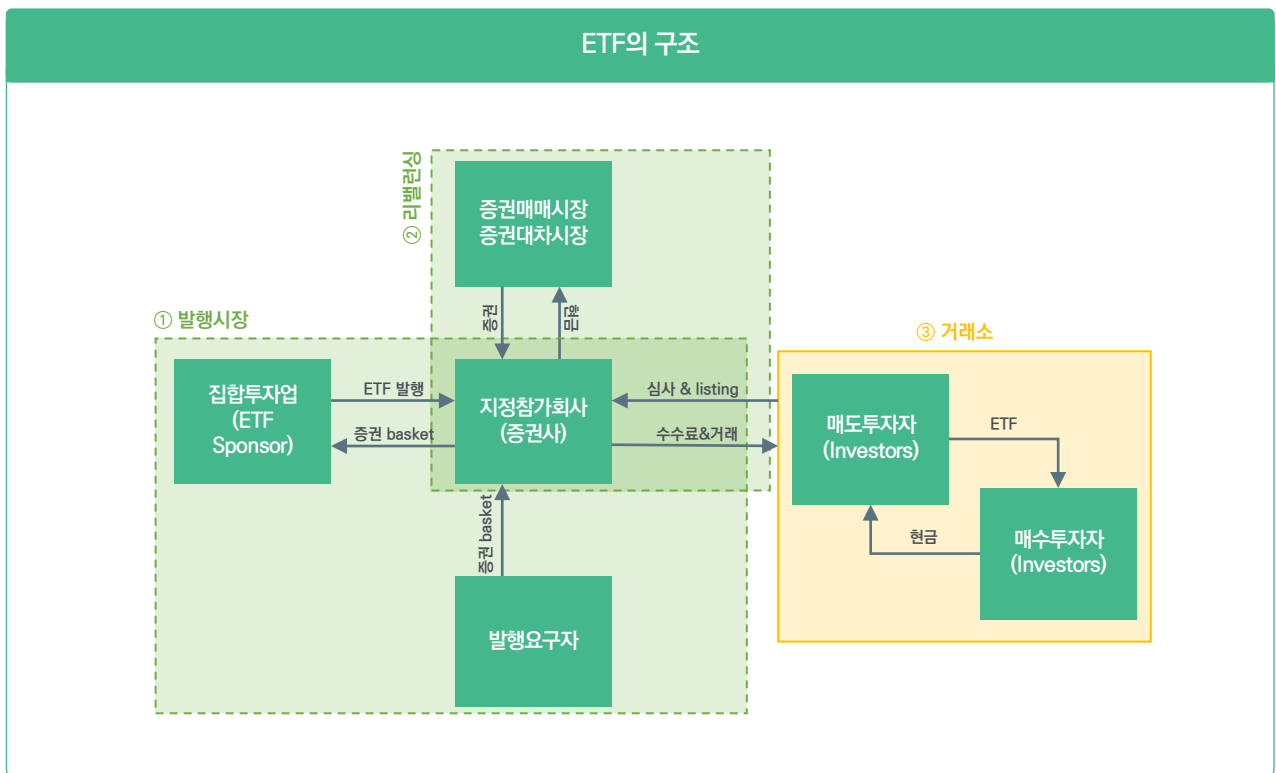 ETF의 구조
② 리밸런싱
증권매매시장
증권대차시장
증권
현금
① 발행시장
③ 거래소
집합투자업
(ETF
Sponsor)
ETF 발행
증권 basket
지정참가회사
(증권사)
심사 & listing
수수료&거래
매도투자자
(Investors)
ETF
현금
매수투자자
(Investors)
증권 basket
발행요구자